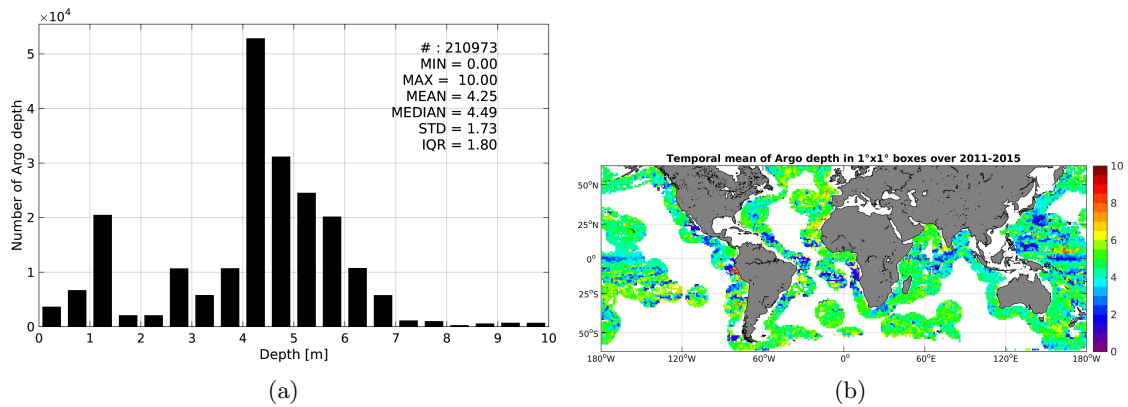 ×10⁴
5
4
3
2
1
0
Number of Argo depth
# : 210973
MIN = 0.00
MAX = 10.00
MEAN = 4.25
MEDIAN = 4.49
STD = 1.73
IQR = 1.80
0 1 2 3 4 5 6 7 8 9 10
Depth [m]
(a)
Temporal mean of Argo depth in 1°x1° boxes over 2011-2015
50°N
25°N
0°
25°S
50°S
180°W 120°W 60°W 0° 60°E 120°E 180°E
10
8
6
4
2
0
(b)